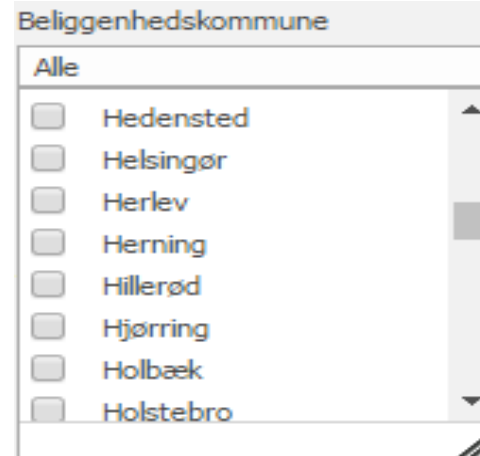 Beliggenhedskommune
Alle
Hedensted
Helsingør
Herlev
Herning
Hillerød
Hjørring
Holbæk
Holstebro